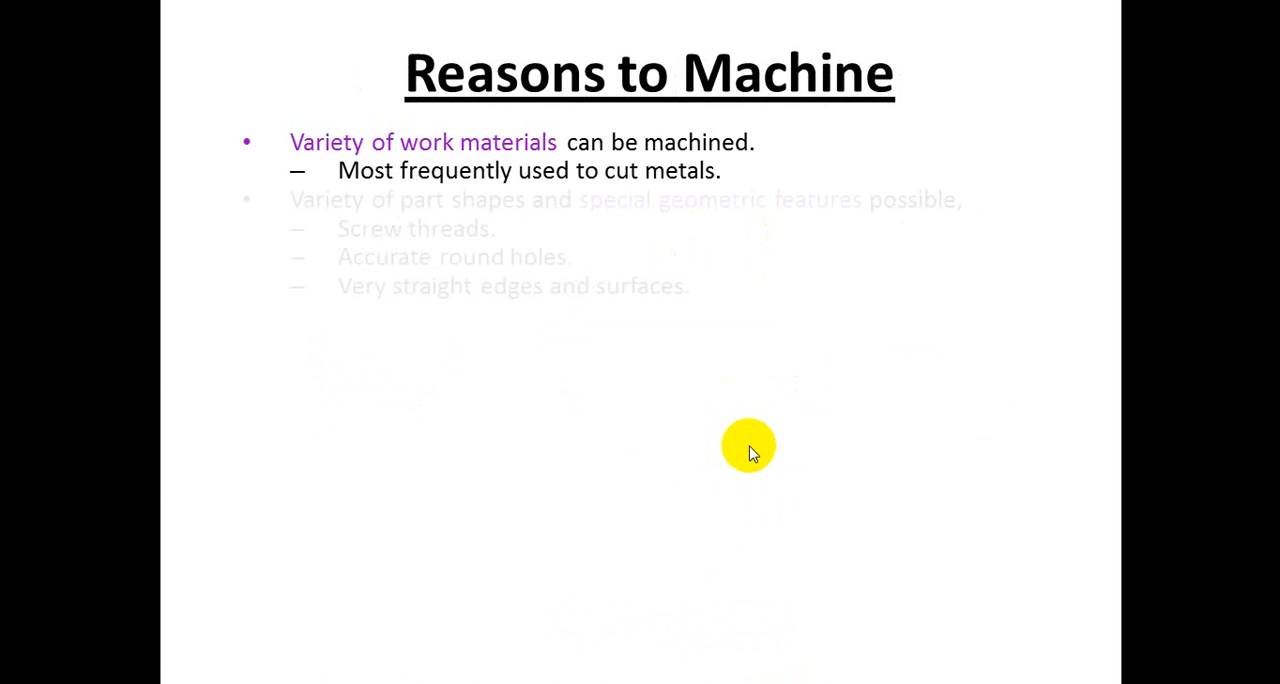 Reasons to Machine
• Variety of work materials can be machined.
– Most frequently used to cut metals.
• Variety of part shapes and special geometric features possible,
– Screw threads.
– Accurate round holes.
– Very straight edges and surfaces.